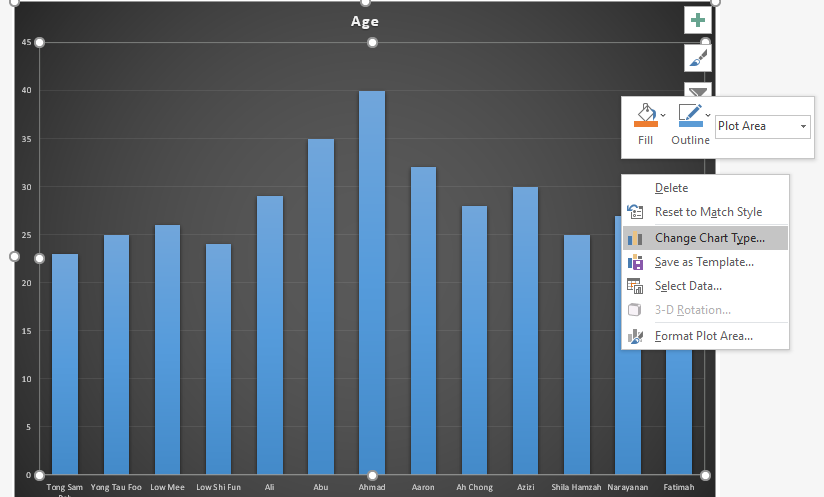 Age
45
40
35
30
25
20
15
10
5
0
Tong Sam Yong Tau Foo Low Mee Low Shi Fun Ali Abu Ahmad Aaron Ah Chong Azizi Shila Hamzah Narayanan Fatimah
Fill Outline Plot Area
Delete
Reset to Match Style
Change Chart Type...
Save as Template...
Select Data...
3-D Rotation...
Format Plot Area...